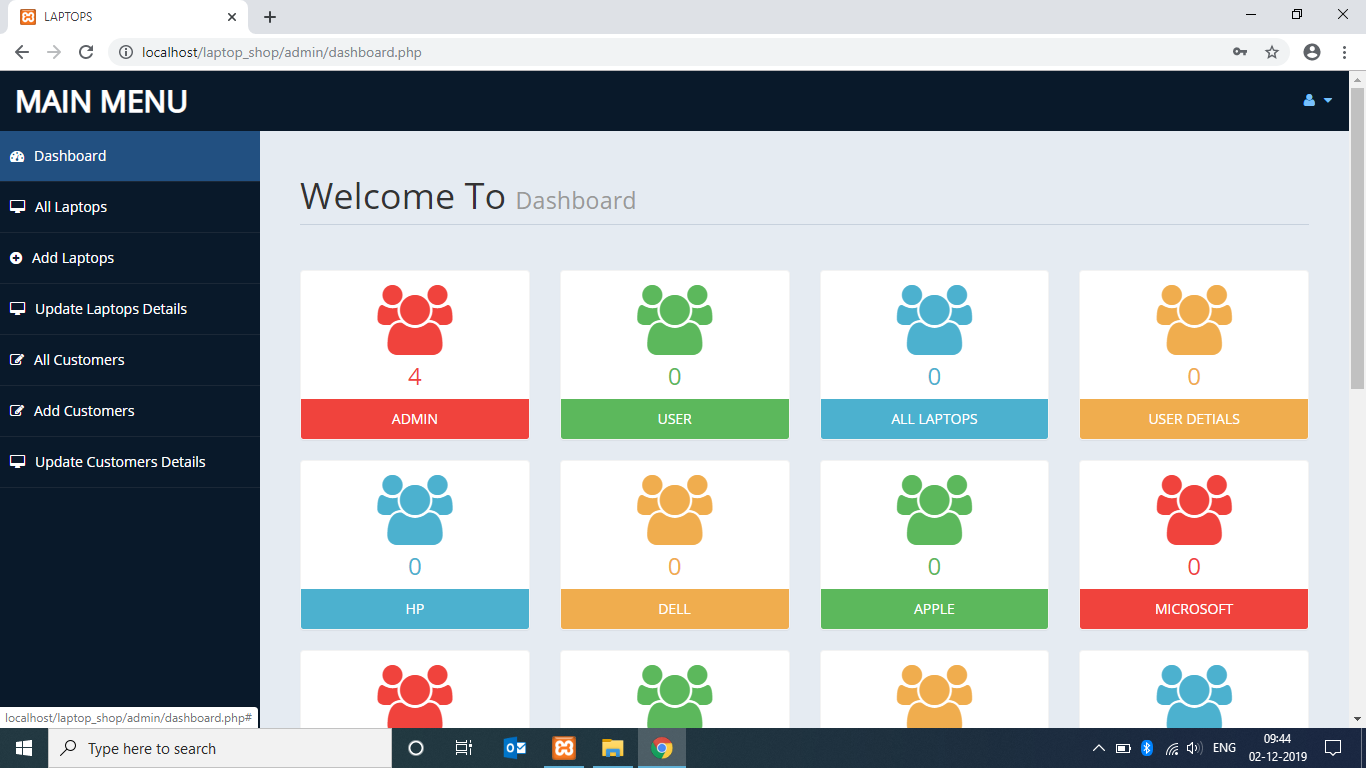 LAPTOPS
localhost/laptop_shop/admin/dashboard.php
MAIN MENU
Dashboard
All Laptops
Add Laptops
Update Laptops Details
All Customers
Add Customers
Update Customers Details
Welcome To Dashboard
4
ADMIN
0
USER
0
ALL LAPTOPS
0
USER DETIALS
0
HP
0
DELL
0
APPLE
0
MICROSOFT
localhost/laptop_shop/admin/dashboard.php#
Type here to search
ENG
09:44
02-12-2019